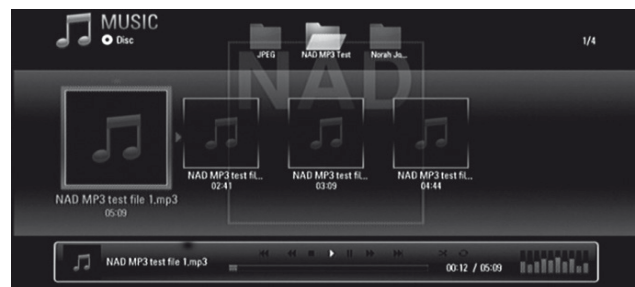 MUSIC
Disc
JPEG
NAD MP3 Test
Norah Jo...
1/4
NAD
NAD MP3 test file 1.mp3
05:09
NAD MP3 test fil...
02:41
NAD MP3 test fil...
03:09
NAD MP3 test fil...
04:44
NAD MP3 test file 1.mp3
00:12 / 05:09